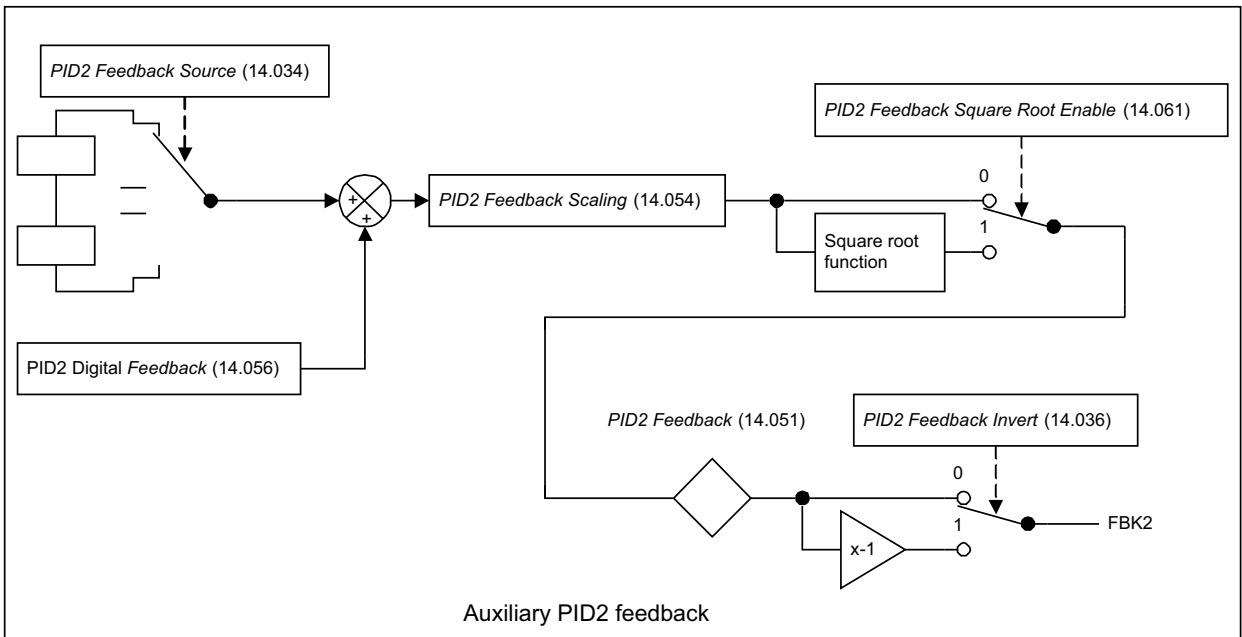 PID2 Feedback Source (14.034)
PID2 Feedback Square Root Enable (14.061)
0
+
+
PID2 Feedback Scaling (14.054)
1
Square root
function
PID2 Digital Feedback (14.056)
PID2 Feedback (14.051)
PID2 Feedback Invert (14.036)
0
1
FBK2
x-1
Auxiliary PID2 feedback